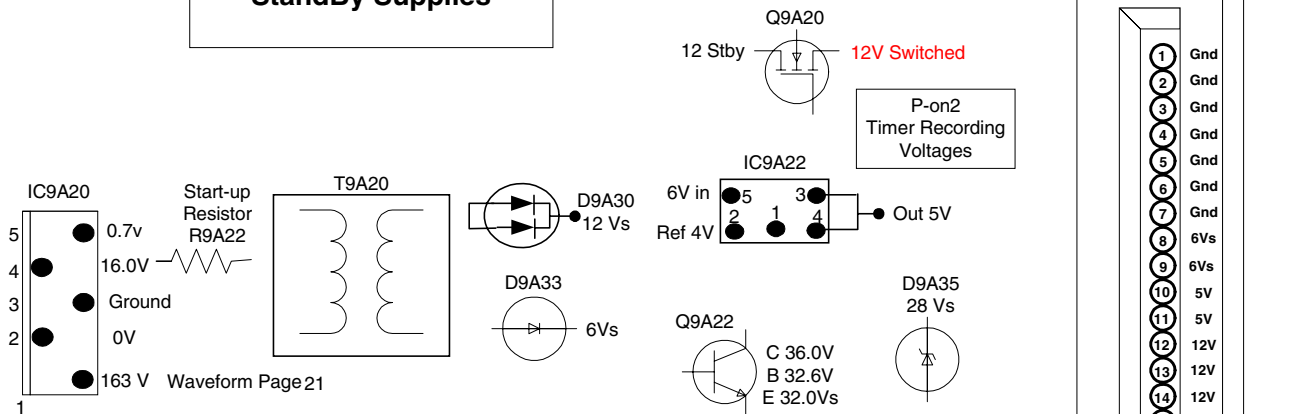 StandBy Supplies
Q9A20
12 Stby
12V Switched
P-on2
Timer Recording
Voltages
IC9A20
5
0.7v
4
16.0V
3
Ground
2
0V
163 V
Waveform Page 21
1
Start-up
Resistor
R9A22
T9A20
D9A30
12 Vs
D9A33
6Vs
IC9A22
6V in
5
3
Ref 4V
2
1
4
Out 5V
Q9A22
C 36.0V
B 32.6V
E 32.0Vs
D9A35
28 Vs
1 Gnd
2 Gnd
3 Gnd
4 Gnd
5 Gnd
6 Gnd
7 Gnd
8 6Vs
9 6Vs
10 5V
11 5V
12 12V
13 12V
14 12V